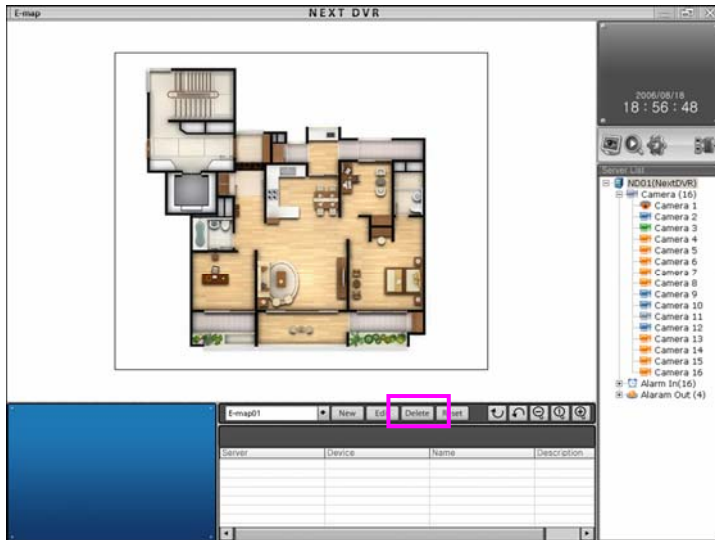 E-map
NEXT DVR
2006/08/18
18:56:48
Server List
ND01(NextDVR)
Camera (16)
Camera 1
Camera 2
Camera 3
Camera 4
Camera 5
Camera 6
Camera 7
Camera 8
Camera 9
Camera 10
Camera 11
Camera 12
Camera 13
Camera 14
Camera 15
Camera 16
Alarm In(16)
Alaram Out (4)
E-map01 New Edi Delete Reset
Server Device Name Description